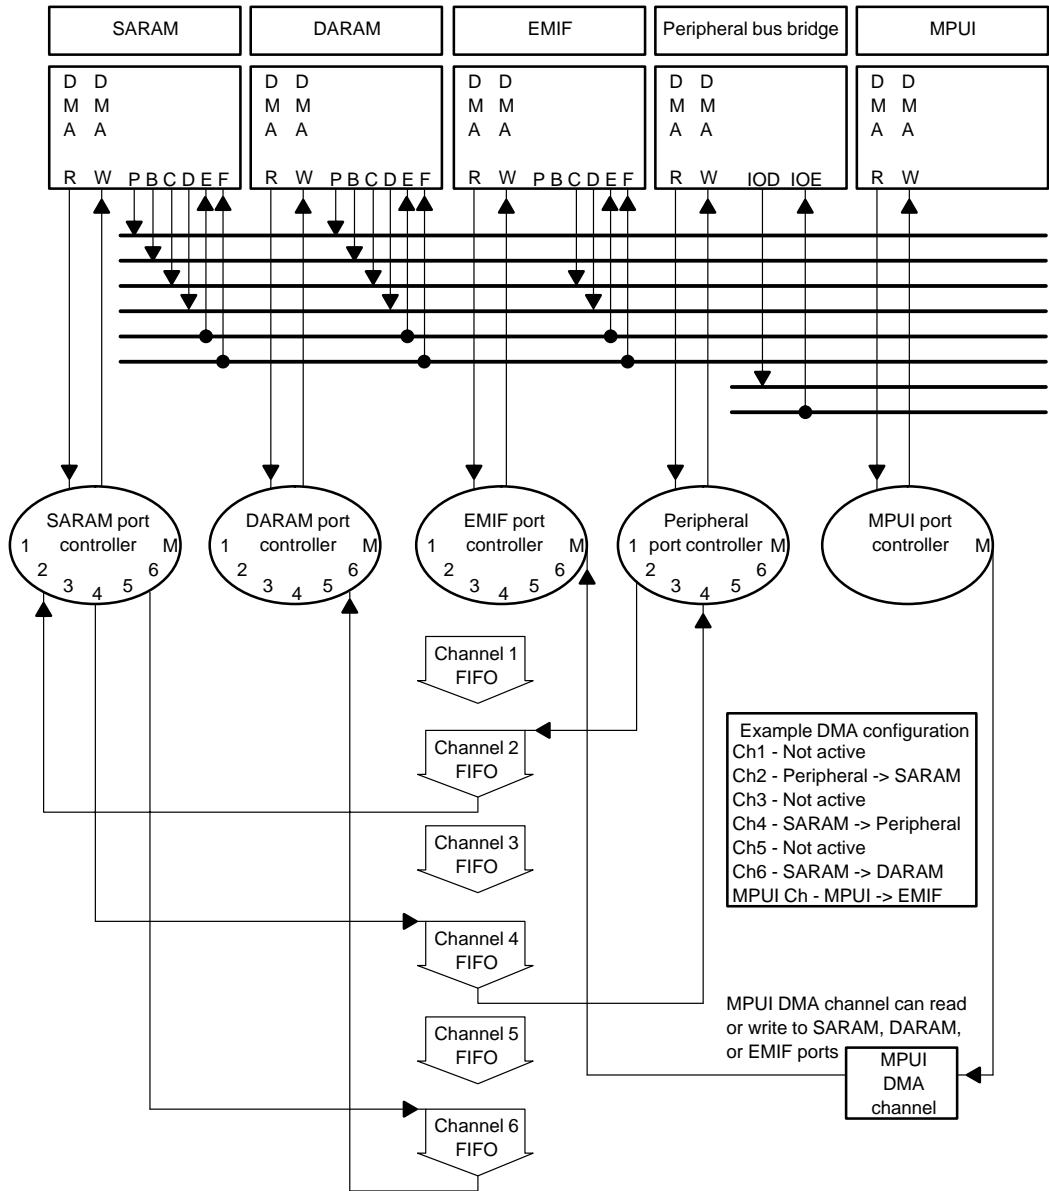 SARAM DARAM EMIF Peripheral bus bridge MPUI
D D D D D D D D D D
M M M M M M M M M M
A A A A A A A A A A
R W P B C D E F R W P B C D E F R W P B C D E F R W IOD IOE R W
SARAM port
controller
1 M
2 3 4 5 6
DARAM port
controller
1 M
2 3 4 5 6
EMIF port
controller
1 M
2 3 4 5 6
Peripheral
port controller
1 M
2 3 4 5 6
MPUI port
controller
M
Channel 1
FIFO
Channel 2
FIFO
Channel 3
FIFO
Channel 4
FIFO
Channel 5
FIFO
Channel 6
FIFO
Example DMA configuration
Ch1 - Not active
Ch2 - Peripheral -> SARAM
Ch3 - Not active
Ch4 - SARAM -> Peripheral
Ch5 - Not active
Ch6 - SARAM -> DARAM
MPUI Ch - MPUI -> EMIF
MPUI DMA channel can read
or write to SARAM, DARAM,
or EMIF ports
MPUI
DMA
channel